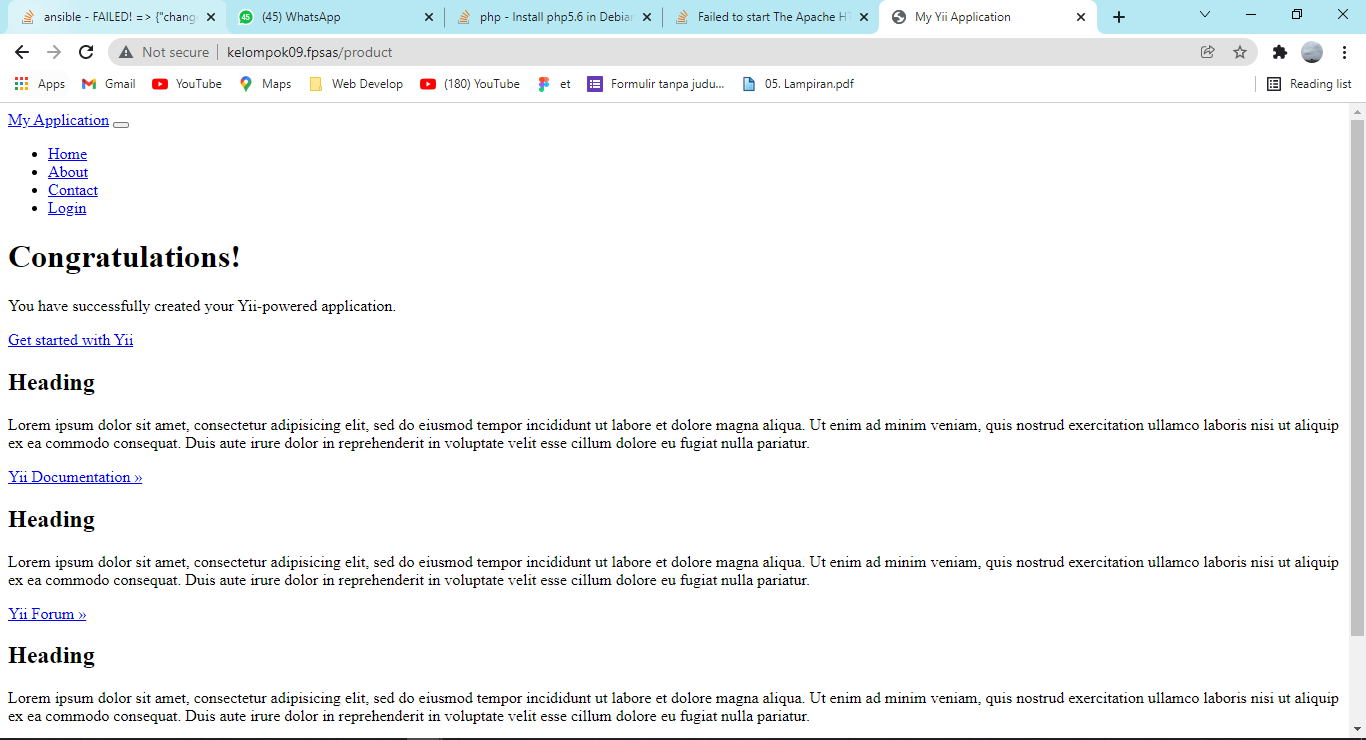 ansible - FAILED! => {"chang
(45) WhatsApp
php - Install php5.6 in Debian
Failed to start The Apache HT
My Yii Application
Not secure
kelompok09.fpsas/product
Apps
Gmail
YouTube
Maps
Web Develop
(180) YouTube
et
Formulir tanpa judu...
05. Lampiran.pdf
Reading list
My Application
Home
About
Contact
Login
Congratulations!
You have successfully created your Yii-powered application.
Get started with Yii
Heading
Lorem ipsum dolor sit amet, consectetur adipisicing elit, sed do eiusmod tempor incididunt ut labore et dolore magna aliqua. Ut enim ad minim veniam, quis nostrud exercitation ullamco laboris nisi ut aliquip
ex ea commodo consequat. Duis aute irure dolor in reprehenderit in voluptate velit esse cillum dolore eu fugiat nulla pariatur.
Yii Documentation »
Heading
Lorem ipsum dolor sit amet, consectetur adipisicing elit, sed do eiusmod tempor incididunt ut labore et dolore magna aliqua. Ut enim ad minim veniam, quis nostrud exercitation ullamco laboris nisi ut aliquip
ex ea commodo consequat. Duis aute irure dolor in reprehenderit in voluptate velit esse cillum dolore eu fugiat nulla pariatur.
Yii Forum »
Heading
Lorem ipsum dolor sit amet, consectetur adipisicing elit, sed do eiusmod tempor incididunt ut labore et dolore magna aliqua. Ut enim ad minim veniam, quis nostrud exercitation ullamco laboris nisi ut aliquip
ex ea commodo consequat. Duis aute irure dolor in reprehenderit in voluptate velit esse cillum dolore eu fugiat nulla pariatur.